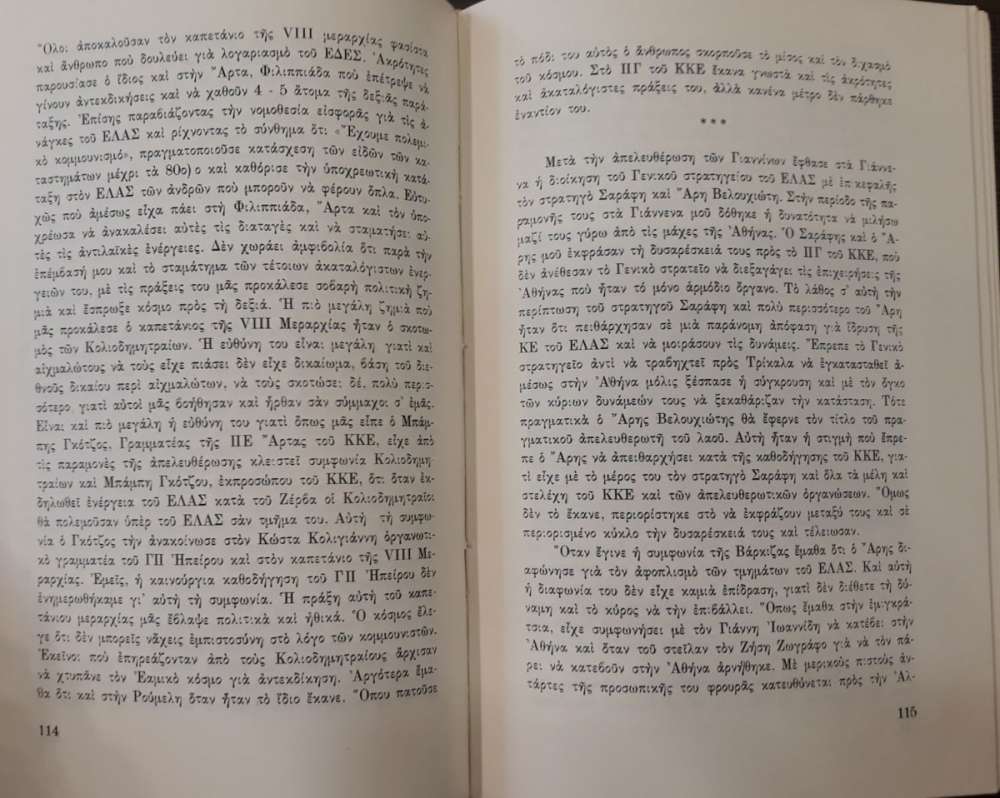 Ὅλοι ἀποκαλοῦσαν τὸν καπετάνιο τῆς VIII μεραρχίας φασίστα
καὶ ἄνθρωπο ποὺ δουλεύει γιὰ λογαριασμὸ τοῦ ΕΔΕΣ. Ἀκρότητες
παρουσίασε ὁ ἴδιος καὶ στὴν Ἄρτα, Φιλιππιάδα ποὺ ἐπέτρεψε νὰ
γίνουν ἀντεκδικήσεις καὶ νὰ χαθοῦν 4 - 5 ἄτομα τῆς δεξιᾶς παρά-
ταξης. Ἐπίσης παραβιάζοντας τὴν νομοθεσία εἰσφορᾶς γιὰ τὶς ἀ-
νάγκες τοῦ ΕΛΑΣ καὶ ρίχνοντας τὸ σύνθημα ὅτι: «Ἔχουμε πολεμι-
κὸ κομμουνισμό», πραγματοποιοῦσε κατάσχεση τῶν εἰδῶν τῶν κα-
ταστημάτων μέχρι τὰ 80ο)ο καὶ καθόρισε τὴν ὑποχρεωτικὴ κατά-
ταξη στὸν ΕΛΑΣ τῶν ἀνδρῶν ποὺ μποροῦν νὰ φέρουν ὅπλα. Εὐτυ-
χῶς ποὺ ἀμέσως εἶχα πάει στὴ Φιλιππιάδα, Ἄρτα καὶ τὸν ὑπο-
χρέωσα νὰ ἀνακαλέσει αὐτὲς τὶς διαταγὲς καὶ νὰ σταματήσει αὐ-
τὲς τὶς ἀντιλαϊκὲς ἐνέργειες. Δὲν χωράει ἀμφιβολία ὅτι παρὰ τὴν
ἐπέμβασή μου καὶ τὸ σταμάτημα τῶν τέτοιων ἀκαταλόγιστων ἐνερ-
γειῶν του, μὲ τὶς πράξεις του μᾶς προκάλεσε σοβαρὴ πολιτικὴ ζη-
μιὰ καὶ ἔσπρωξε κόσμο πρὸς τὴ δεξιά. Ἡ πιὸ μεγάλη ζημιὰ ποὺ
μᾶς προκάλεσε ὁ καπετάνιος τῆς VIII Μεραρχίας ἦταν ὁ σκοτω-
μὸς τῶν Κολιοδημητραίων. Ἡ εὐθύνη του εἶναι μεγάλη γιατὶ καὶ
αἰχμαλώτους νὰ τοὺς εἶχε πιάσει δὲν εἶχε δικαίωμα, βάση τοῦ διε-
θνοῦς δικαίου περὶ αἰχμαλώτων, νὰ τοὺς σκοτώσει δέ, πολὺ περισ-
σότερο γιατὶ αὐτοὶ μᾶς βοήθησαν καὶ ἦρθαν σὰν σύμμαχοι σ' ἐμᾶς.
Εἶναι καὶ πιὸ μεγάλη ἡ εὐθύνη του γιατὶ ὅπως μᾶς εἶπε ὁ Μπάμ-
πης Γκότζος, Γραμματέας τῆς ΠΕ Ἄρτας τοῦ ΚΚΕ, εἶχε ἀπὸ
τὶς παραμονὲς τῆς ἀπελευθέρωσης κλειστεῖ συμφωνία Κολιοδημη-
τραίων καὶ Μπάμπη Γκότζου, ἐκπροσώπου τοῦ ΚΚΕ, ὅτι ὅταν ἐκ-
δηλωθεῖ ἐνέργεια τοῦ ΕΛΑΣ κατὰ τοῦ Ζέρβα οἱ Κολιοδημητραῖοι
θὰ πολεμοῦσαν ὑπὲρ τοῦ ΕΛΑΣ σὰν τμῆμα του. Αὐτὴ τὴ συμφω-
νία ὁ Γκότζος τὴν ἀνακοίνωσε στὸν Κώστα Κολιγιάννη ὀργανωτι-
κὸ γραμματέα τοῦ ΓΠ Ἠπείρου καὶ στὸν καπετάνιο τῆς VIII Με-
ραρχίας. Ἐμεῖς, ἡ καινούργια καθοδήγηση τοῦ ΓΠ Ἠπείρου δὲν
ἐνημερωθήκαμε γι' αὐτὴ τὴ συμφωνία. Ἡ πράξη αὐτὴ τοῦ καπε-
τάνιου μεραρχίας μᾶς ἔβλαψε πολιτικὰ καὶ ἠθικά. Ὁ κόσμος ἔλε-
γε ὅτι δὲν μπορεῖς νἄχεις ἐμπιστοσύνη στὸ λόγο τῶν κομμουνιστῶν.
Ἐκεῖνοι ποὺ ἐπηρεάζονταν ἀπὸ τοὺς Κολιοδημητραίους ἄρχισαν
νὰ χτυπᾶνε τὸν Ἐαμικὸ κόσμο γιὰ ἀντεκδίκηση. Ἀργότερα ἔμα-
θα ὅτι καὶ στὴν Ρούμελη ὅταν ἦταν τὸ ἴδιο ἔκανε. Ὅπου πατοῦσε
114
τὸ πόδι του αὐτὸς ὁ ἄνθρωπος σκορποῦσε τὸ μίσος καὶ τὸν διχασμὸ
τοῦ κόσμου. Στὸ ΠΓ τοῦ ΚΚΕ ἔκανα γνωστὰ καὶ τὶς ἀκρότητες
καὶ ἀκαταλόγιστες πράξεις του, ἀλλὰ κανένα μέτρο δὲν πάρθηκε
ἐναντίον του.
***
Μετὰ τὴν ἀπελευθέρωση τῶν Γιαννίνων ἔφθασε στὰ Γιάννε-
να ἡ διοίκηση τοῦ Γενικοῦ στρατηγείου τοῦ ΕΛΑΣ μὲ ἐπικεφαλῆς
τὸν στρατηγὸ Σαράφη καὶ Ἄρη Βελουχιώτη. Στὴν περίοδο τῆς πα-
ραμονῆς τους στὰ Γιάννενα μοῦ δόθηκε ἡ δυνατότητα νὰ μιλήσω
μαζί τους γύρω ἀπὸ τὶς μάχες τῆς Ἀθήνας. Ὁ Σαράφης καὶ ὁ Ἄ-
ρης μοῦ ἐκφράσαν τὴ δυσαρέσκειά τους πρὸς τὸ ΠΓ τοῦ ΚΚΕ, ποὺ
δὲν ἀνέθεσαν τὸ Γενικὸ στρατεῖο νὰ διεξαγάγει τὶς ἐπιχειρήσεις τῆς
Ἀθήνας ποὺ ἦταν τὸ μόνο ἁρμόδιο ὄργανο. Τὸ λάθος σ' αὐτὴ τὴν
περίπτωση τοῦ στρατηγοῦ Σαράφη καὶ πολὺ περισσότερο τοῦ Ἄρη
ἦταν ὅτι πειθάρχησαν σὲ μιὰ παράνομη ἀπόφαση γιὰ ἵδρυση τῆς
ΚΕ τοῦ ΕΛΑΣ καὶ νὰ μοιράσουν τὶς δυνάμεις. Ἔπρεπε τὸ Γενικὸ
στρατηγεῖο ἀντὶ νὰ τραβηχτεῖ πρὸς Τρίκαλα νὰ ἐγκατασταθεῖ ἀ-
μέσως στὴν Ἀθήνα μόλις ξέσπασε ἡ σύγκρουση καὶ μὲ τὸν ὄγκο
τῶν κύριων δυνάμεών τους νὰ ξεκαθάριζαν τὴν κατάσταση. Τότε
πραγματικὰ ὁ Ἄρης Βελουχιώτης θὰ ἔφερνε τὸν τίτλο τοῦ πραγ-
ματικοῦ ἀπελευθερωτῆ τοῦ λαοῦ. Αὐτὴ ἦταν ἡ στιγμὴ ποὺ ἔπρε-
πε ὁ Ἄρης νὰ ἀπειθαρχήσει κατὰ τῆς καθοδήγησης τοῦ ΚΚΕ, για-
τὶ εἶχε μὲ τὸ μέρος του τὸν στρατηγὸ Σαράφη καὶ ὅλα τὰ μέλη καὶ
στελέχη τοῦ ΚΚΕ καὶ τῶν ἀπελευθερωτικῶν ὀργανώσεων. Ὅμως
δὲν τὸ ἔκανε, περιορίστηκε στὸ νὰ ἐκφράζουν μεταξύ τους καὶ σὲ
περιορισμένο κύκλο τὴν δυσαρέσκειά τους καὶ τέλειωσαν.
Ὅταν ἔγινε ἡ συμφωνία τῆς Βάρκιζας ἔμαθα ὅτι ὁ Ἄρης δι-
αφώνησε γιὰ τὸν ἀφοπλισμὸ τῶν τμημάτων τοῦ ΕΛΑΣ. Καὶ αὐτὴ
ἡ διαφωνία του δὲν εἶχε καμιὰ ἐπίδραση, γιατὶ δὲν διέθετε τὴ δύ-
ναμη καὶ τὸ κῦρος νὰ τὴν ἐπιβάλλει. Ὅπως ἔμαθα στὴν ἐμιγκρά-
τσια, εἶχε συμφωνήσει μὲ τὸν Γιάννη Ἰωαννίδη νὰ κατέβει στὴν
Ἀθήνα καὶ ὅταν τοῦ στεῖλαν τὸν Ζήση Ζωγράφο γιὰ νὰ τὸν πά-
ρει νὰ κατεβοῦν στὴν Ἀθήνα ἀρνήθηκε. Μὲ μερικοὺς πιστοὺς ἀν-
τάρτες τῆς προσωπικῆς του φρουρᾶς κατευθύνεται πρὸς τὴν Ἀλ-
115